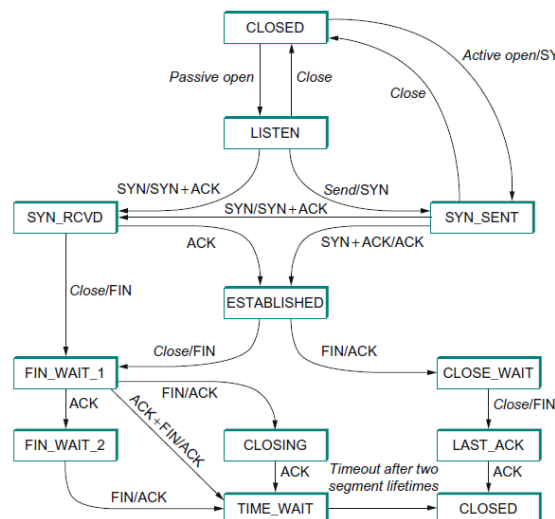 CLOSED
Active open/SY
Passive open
Close
Close
LISTEN
SYN/SYN + ACK
Send/SYN
SYN/SYN + ACK
SYN_RCVD
SYN_SENT
ACK
SYN + ACK/ACK
Close/FIN
ESTABLISHED
Close/FIN
FIN/ACK
FIN_WAIT_1
CLOSE_WAIT
FIN/ACK
ACK
ACK+FIN/ACK
Close/FIN
FIN_WAIT_2
CLOSING
LAST_ACK
ACK
Timeout after two
segment lifetimes
ACK
FIN/ACK
TIME_WAIT
CLOSED